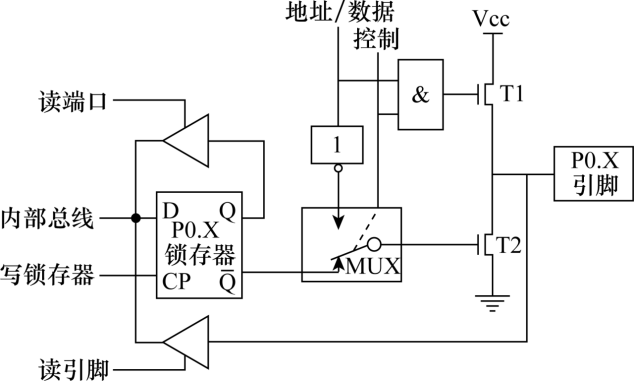 地址/数据
控制
Vcc
读端口
&
T1
1
P0.X
引脚
内部总线
D
Q
P0.X
锁存器
T2
写锁存器
CP
Q̅
MUX
读引脚